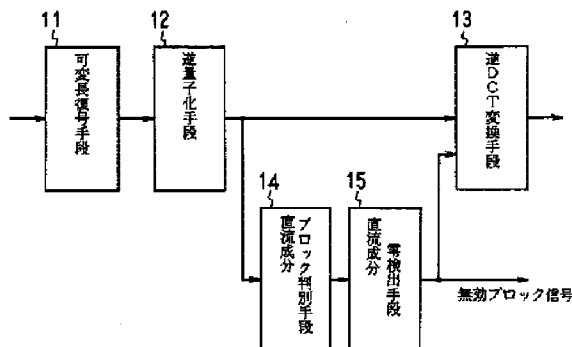 11
可変長復号手段
12
逆量子化手段
13
逆DCT変換手段
14
直流成分
ブロック判別手段
15
直流成分
零検出手段
無効ブロック信号